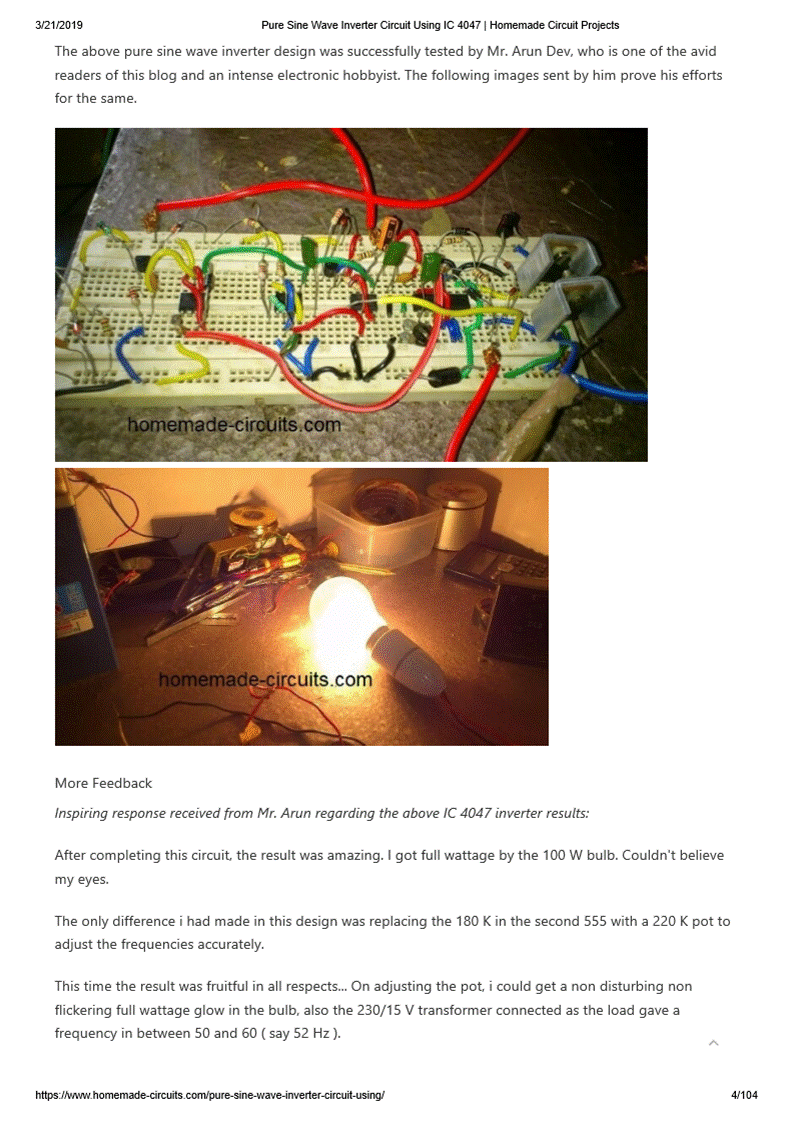 3/21/2019 Pure Sine Wave Inverter Circuit Using IC 4047 | Homemade Circuit Projects
The above pure sine wave inverter design was successfully tested by Mr. Arun Dev, who is one of the avid
readers of this blog and an intense electronic hobbyist. The following images sent by him prove his efforts
for the same.
homemade-circuits.com
homemade-circuits.com
More Feedback
Inspiring response received from Mr. Arun regarding the above IC 4047 inverter results:
After completing this circuit, the result was amazing. I got full wattage by the 100 W bulb. Couldn't believe
my eyes.
The only difference i had made in this design was replacing the 180 K in the second 555 with a 220 K pot to
adjust the frequencies accurately.
This time the result was fruitful in all respects... On adjusting the pot, i could get a non disturbing non
flickering full wattage glow in the bulb, also the 230/15 V transformer connected as the load gave a
frequency in between 50 and 60 ( say 52 Hz ).
https://www.homemade-circuits.com/pure-sine-wave-inverter-circuit-using/ 4/104